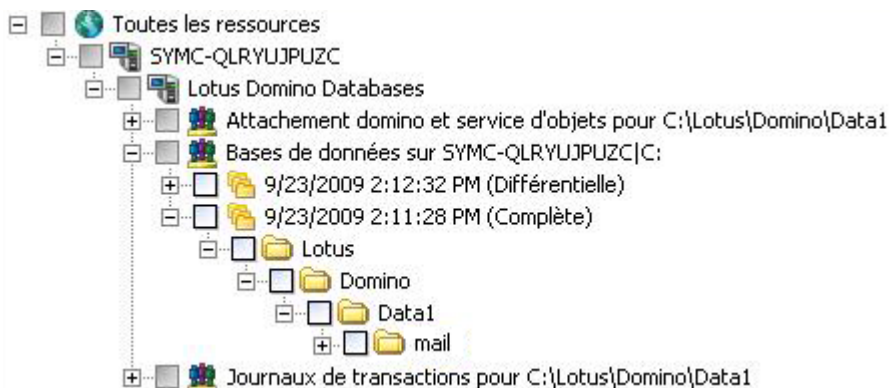 Toutes les ressources
SYMC-QLRYUJPUZC
Lotus Domino Databases
Attachement domino et service d'objets pour C:\Lotus\Domino\Data1
Bases de données sur SYMC-QLRYUJPUZC|C:
9/23/2009 2:12:32 PM (Différentielle)
9/23/2009 2:11:28 PM (Complète)
Lotus
Domino
Data1
mail
Journaux de transactions pour C:\Lotus\Domino\Data1